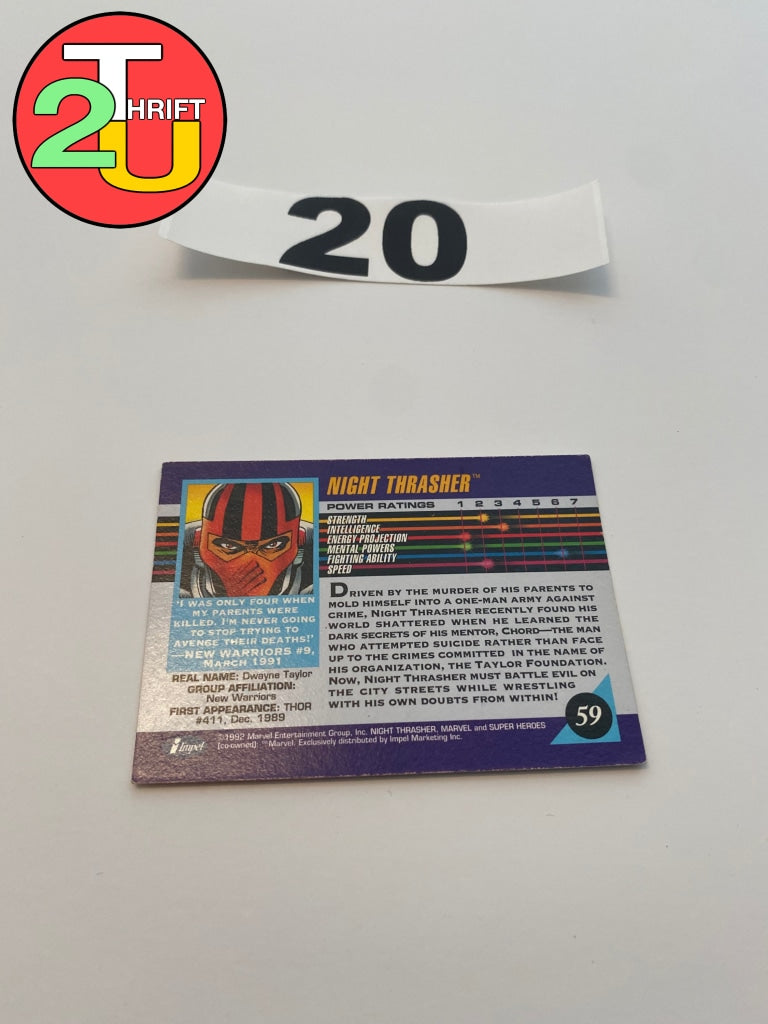 T
2 HRIFT
U
20
NIGHT THRASHER™
POWER RATINGS 1 2 3 4 5 6 7
STRENGTH
INTELLIGENCE
ENERGY PROJECTION
MENTAL POWERS
FIGHTING ABILITY
SPEED
"I WAS ONLY FOUR WHEN
MY PARENTS WERE
KILLED. I'M NEVER GOING
TO STOP TRYING TO
AVENGE THEIR DEATHS!"
—NEW WARRIORS #9,
MARCH 1991
REAL NAME: Dwayne Taylor
GROUP AFFILIATION:
New Warriors
FIRST APPEARANCE: THOR
#411, Dec. 1989
DRIVEN BY THE MURDER OF HIS PARENTS TO
MOLD HIMSELF INTO A ONE-MAN ARMY AGAINST
CRIME, NIGHT THRASHER RECENTLY FOUND HIS
WORLD SHATTERED WHEN HE LEARNED THE
DARK SECRETS OF HIS MENTOR, CHORD—THE MAN
WHO ATTEMPTED SUICIDE RATHER THAN FACE
UP TO THE CRIMES COMMITTED IN THE NAME OF
HIS ORGANIZATION, THE TAYLOR FOUNDATION.
NOW, NIGHT THRASHER MUST BATTLE EVIL ON
THE CITY STREETS WHILE WRESTLING
WITH HIS OWN DOUBTS FROM WITHIN!
59
Impel
©1992 Marvel Entertainment Group, Inc. NIGHT THRASHER, MARVEL and SUPER HEROES
(co-owned): ™Marvel. Exclusively distributed by Impel Marketing Inc.